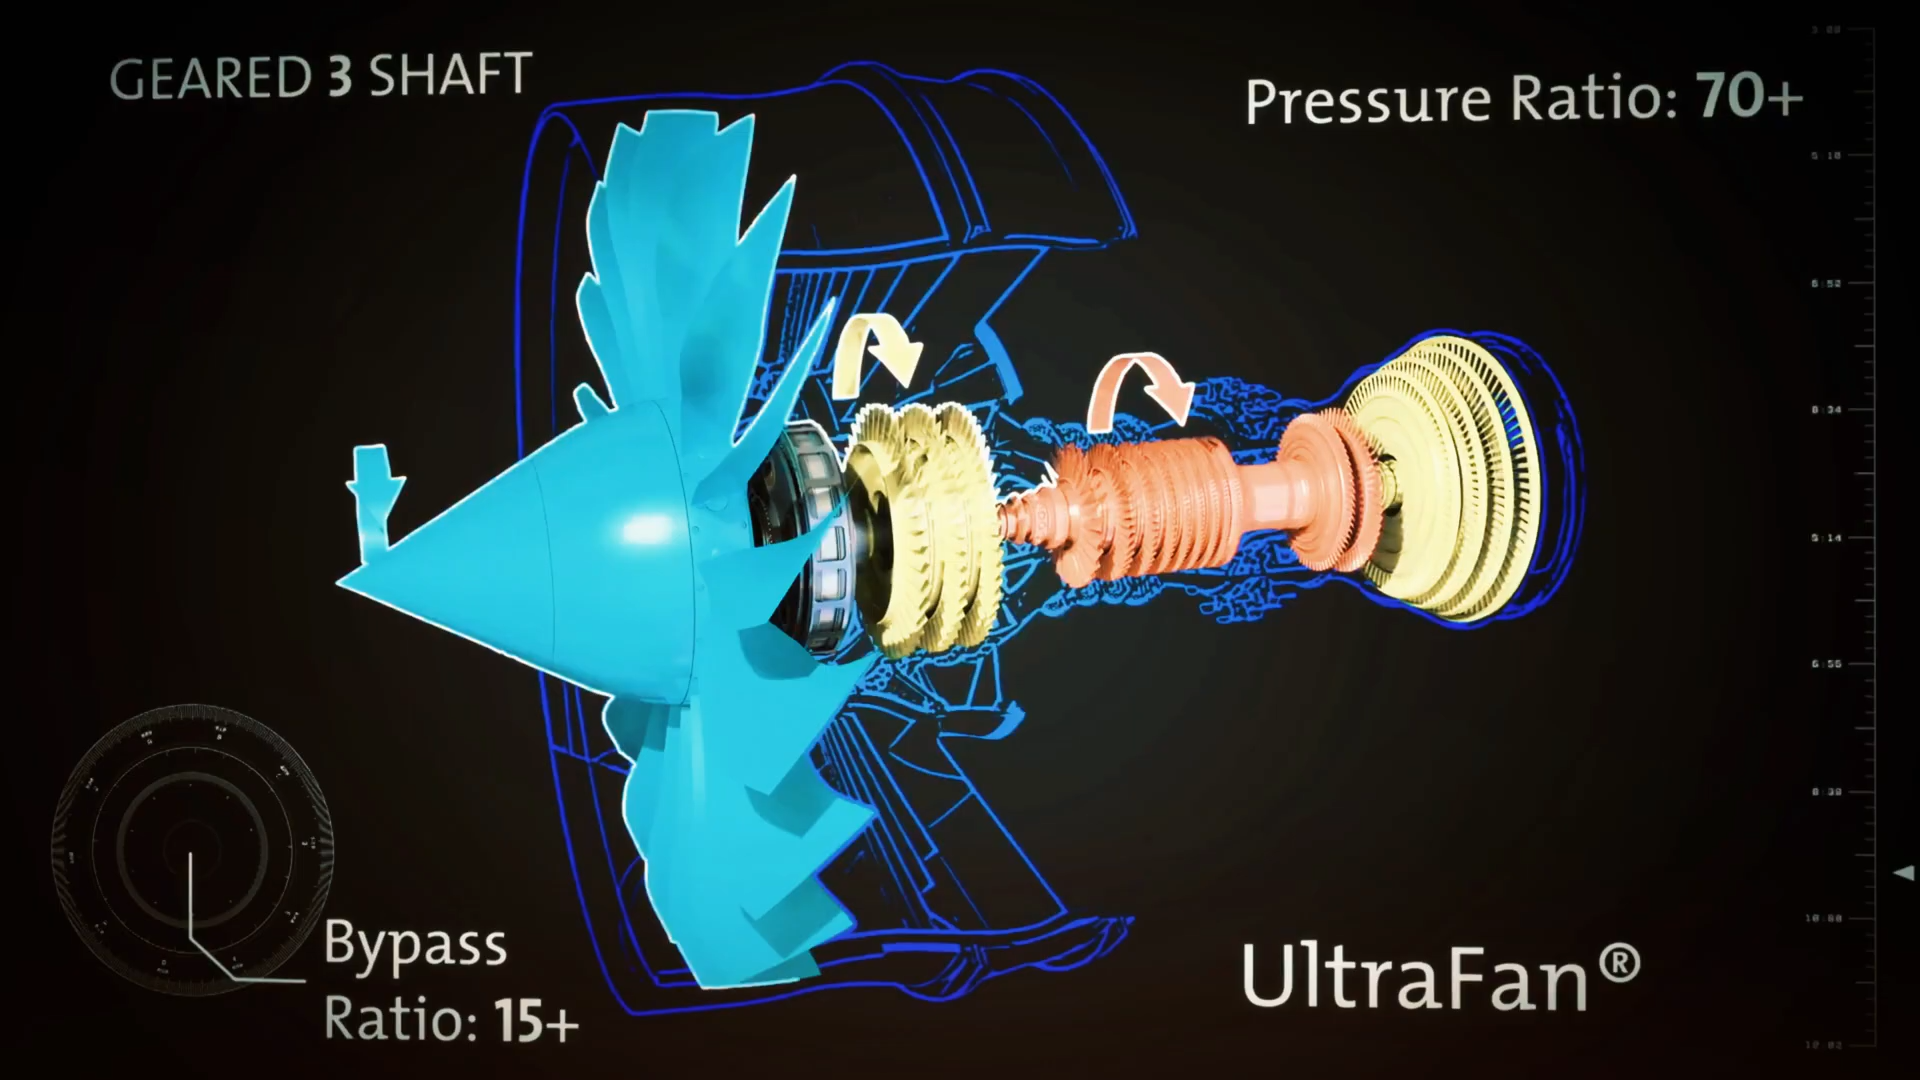 GEARED 3 SHAFT
Pressure Ratio: 70+
Bypass
Ratio: 15+
UltraFan®